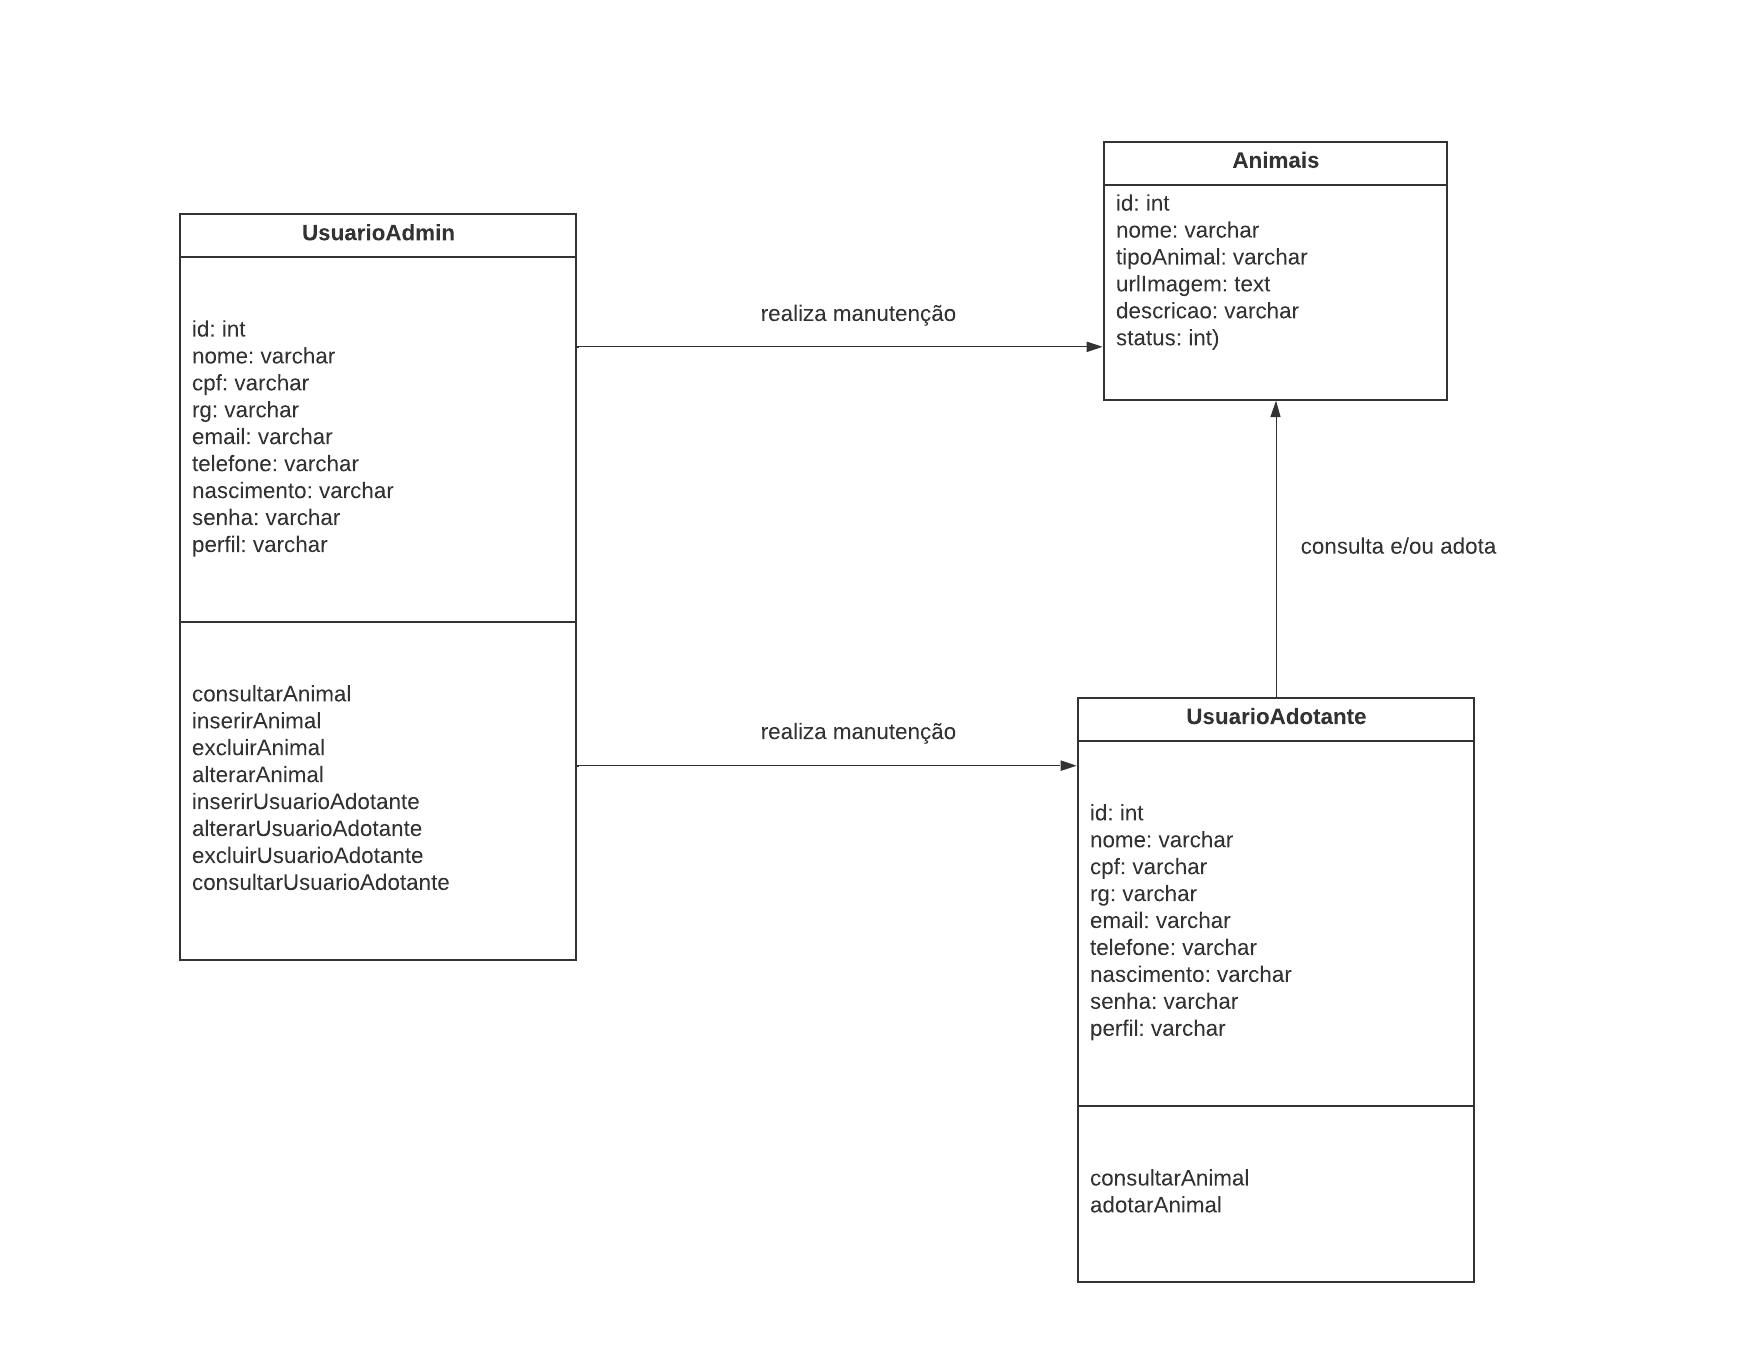 UsuarioAdmin
id: int
nome: varchar
cpf: varchar
rg: varchar
email: varchar
telefone: varchar
nascimento: varchar
senha: varchar
perfil: varchar
consultarAnimal
inserirAnimal
excluirAnimal
alterarAnimal
inserirUsuarioAdotante
alterarUsuarioAdotante
excluirUsuarioAdotante
consultarUsuarioAdotante
realiza manutenção
realiza manutenção
Animais
id: int
nome: varchar
tipoAnimal: varchar
urlImagem: text
descricao: varchar
status: int)
consulta e/ou adota
UsuarioAdotante
id: int
nome: varchar
cpf: varchar
rg: varchar
email: varchar
telefone: varchar
nascimento: varchar
senha: varchar
perfil: varchar
consultarAnimal
adotarAnimal